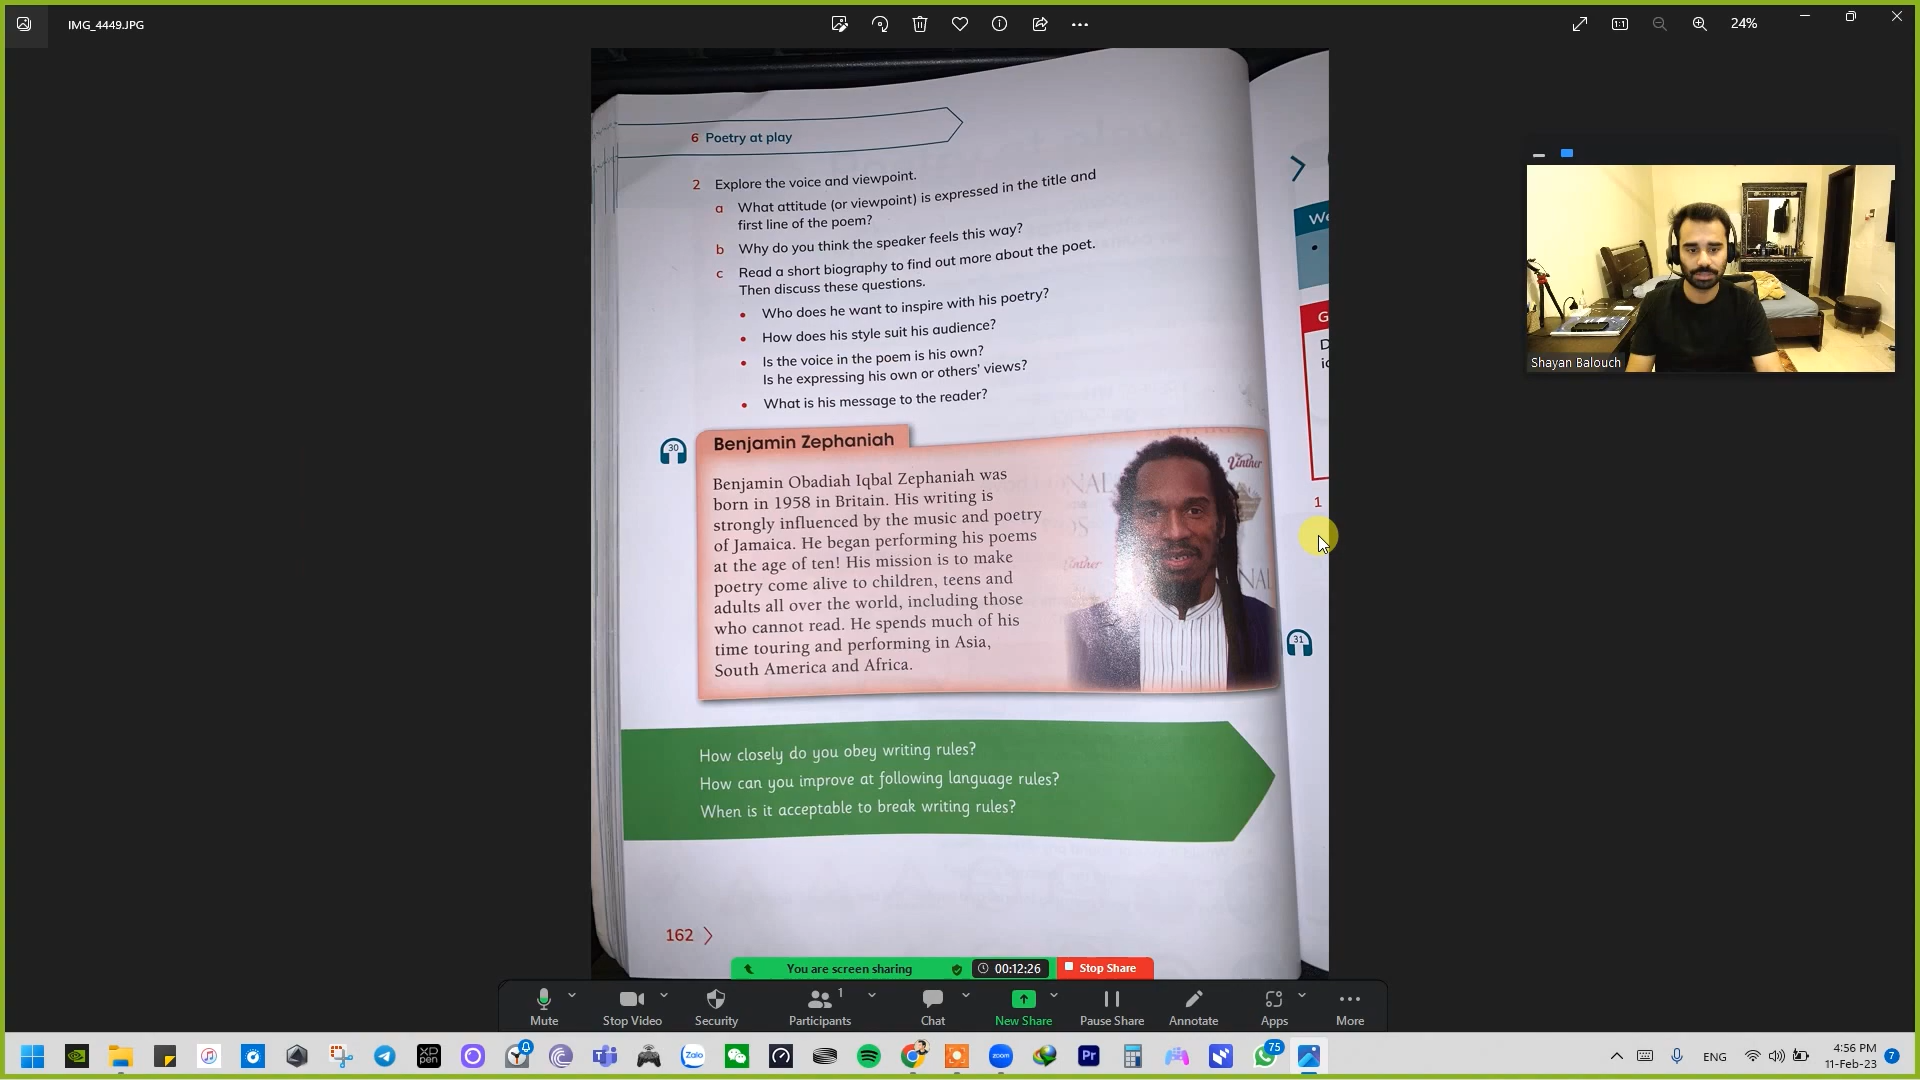 IMG_4449.JPG
24%
6 Poetry at play
2 Explore the voice and viewpoint.
a What attitude (or viewpoint) is expressed in the title and
first line of the poem?
b Why do you think the speaker feels this way?
c Read a short biography to find out more about the poet.
Then discuss these questions.
• Who does he want to inspire with his poetry?
• How does his style suit his audience?
• Is the voice in the poem is his own?
Is he expressing his own or others' views?
• What is his message to the reader?
30
Benjamin Zephaniah
Benjamin Obadiah Iqbal Zephaniah was
born in 1958 in Britain. His writing is
strongly influenced by the music and poetry
of Jamaica. He began performing his poems
at the age of ten! His mission is to make
poetry come alive to children, teens and
adults all over the world, including those
who cannot read. He spends much of his
time touring and performing in Asia,
South America and Africa.
How closely do you obey writing rules?
How can you improve at following language rules?
When is it acceptable to break writing rules?
162
We
G
1
31
Shayan Balouch
You are screen sharing
00:12:26
Stop Share
Mute
Stop Video
Security
1
Participants
Chat
New Share
Pause Share
Annotate
Apps
More
XP
PEN
Zalo
zoom
Pr
75
ENG
4:56 PM
11-Feb-23
7